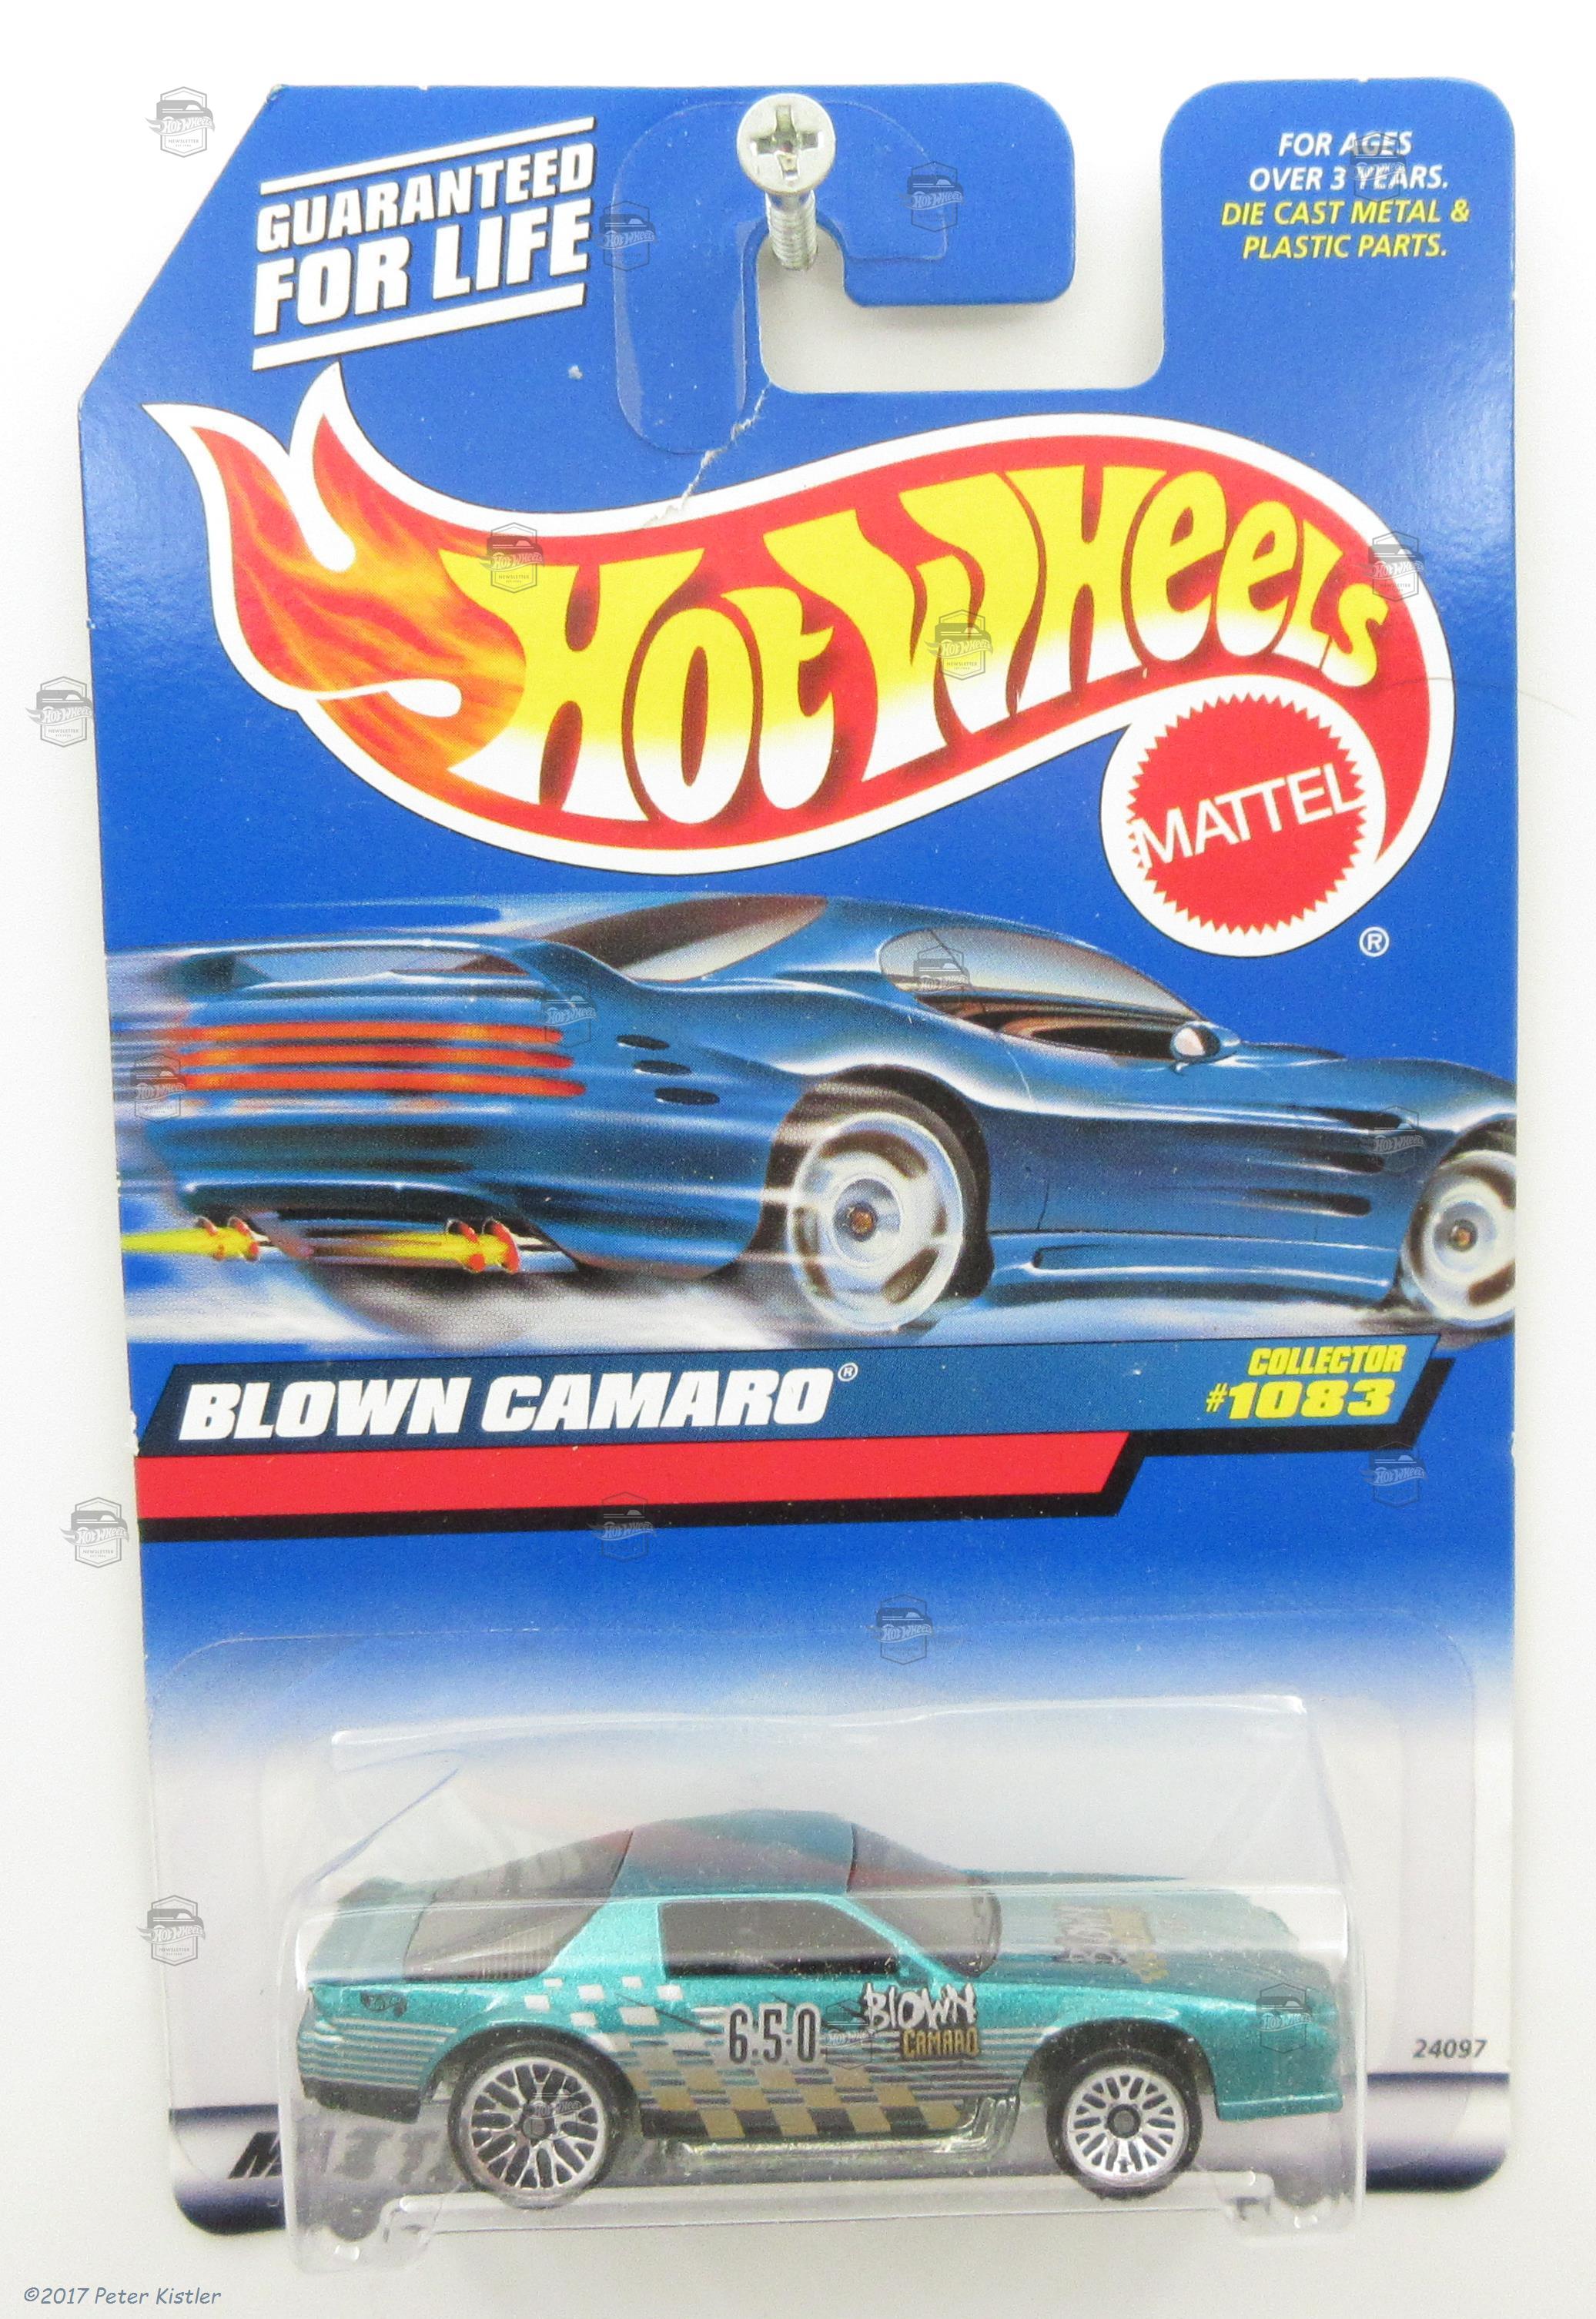 GUARANTEED
FOR LIFE
FOR AGES
OVER 3 YEARS.
DIE CAST METAL &
PLASTIC PARTS.
HOT WHEELS
MATTEL
®
BLOWN CAMARO®
COLLECTOR
#1083
6.5.0
BLOWN
CAMARO
24097
©2017 Peter Kistler